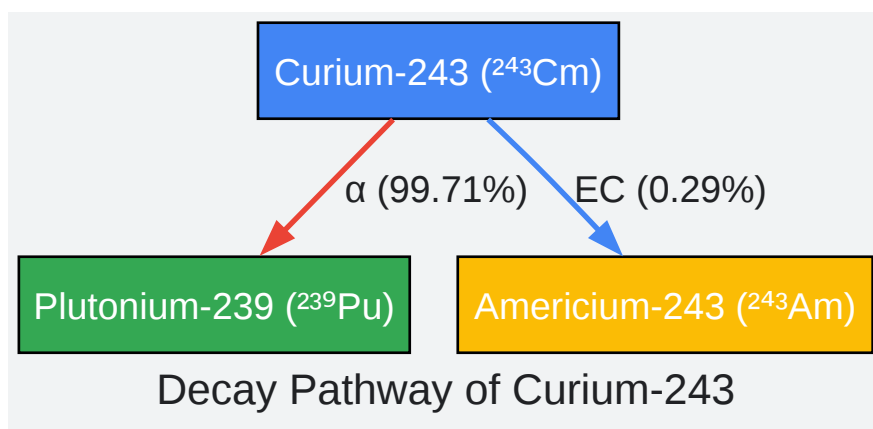 Curium-243 (²⁴³Cm)
α (99.71%)
EC (0.29%)
Plutonium-239 (²³⁹Pu)
Americium-243 (²⁴³Am)
Decay Pathway of Curium-243